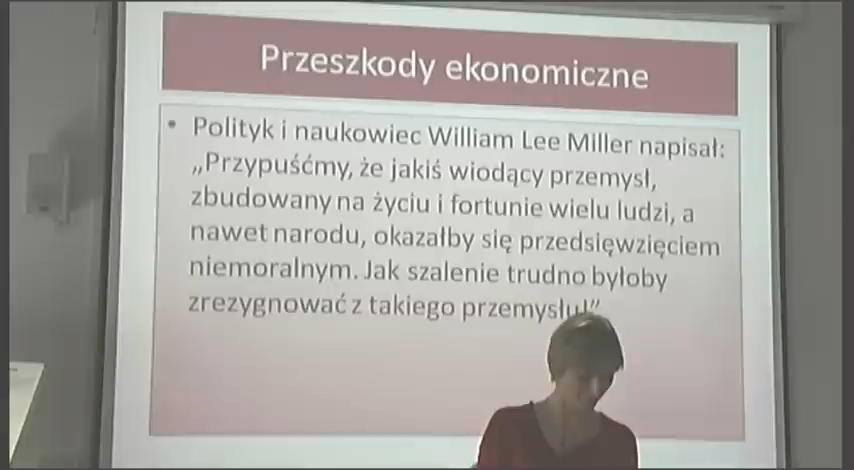 Przeszkody ekonomiczne
• Polityk i naukowiec William Lee Miller napisał:
„Przypuśćmy, że jakiś wiodący przemysł,
zbudowany na życiu i fortunie wielu ludzi, a
nawet narodu, okazałby się przedsięwzięciem
niemoralnym. Jak szalenie trudno byłoby
zrezygnować z takiego przemysłu!”